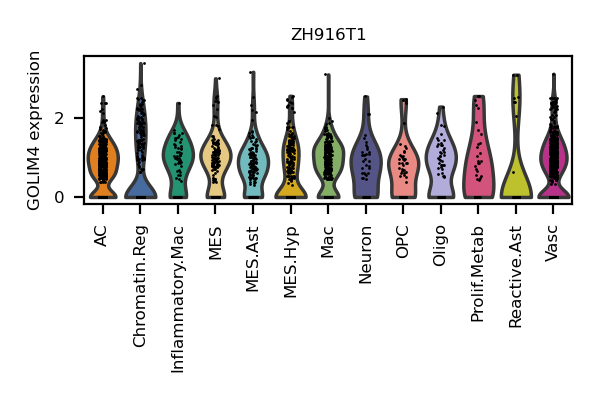 ZH916T1
GOLIM4 expression
2
0
AC
Chromatin.Reg
Inflammatory.Mac
MES
MES.Ast
MES.Hyp
Mac
Neuron
OPC
Oligo
Prolif.Metab
Reactive.Ast
Vasc